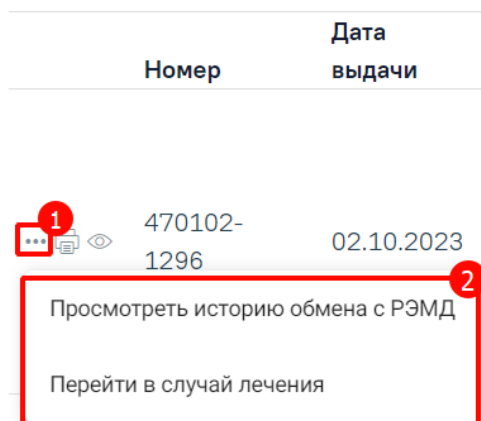 Дата
Номер
выдачи
1
470102-
02.10.2023
1296
2
Просмотреть историю обмена с РЭМД
Перейти в случай лечения